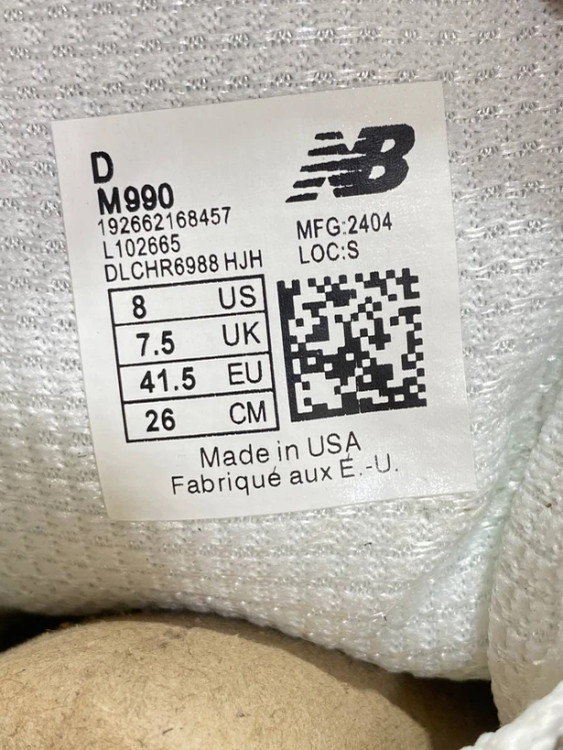 D
M990
192662168457
L102665
DLCHR6988 HJH
NB
MFG:2404
LOC:S
8 US
7.5 UK
41.5 EU
26 CM
Made in USA
Fabriqué aux É.-U.